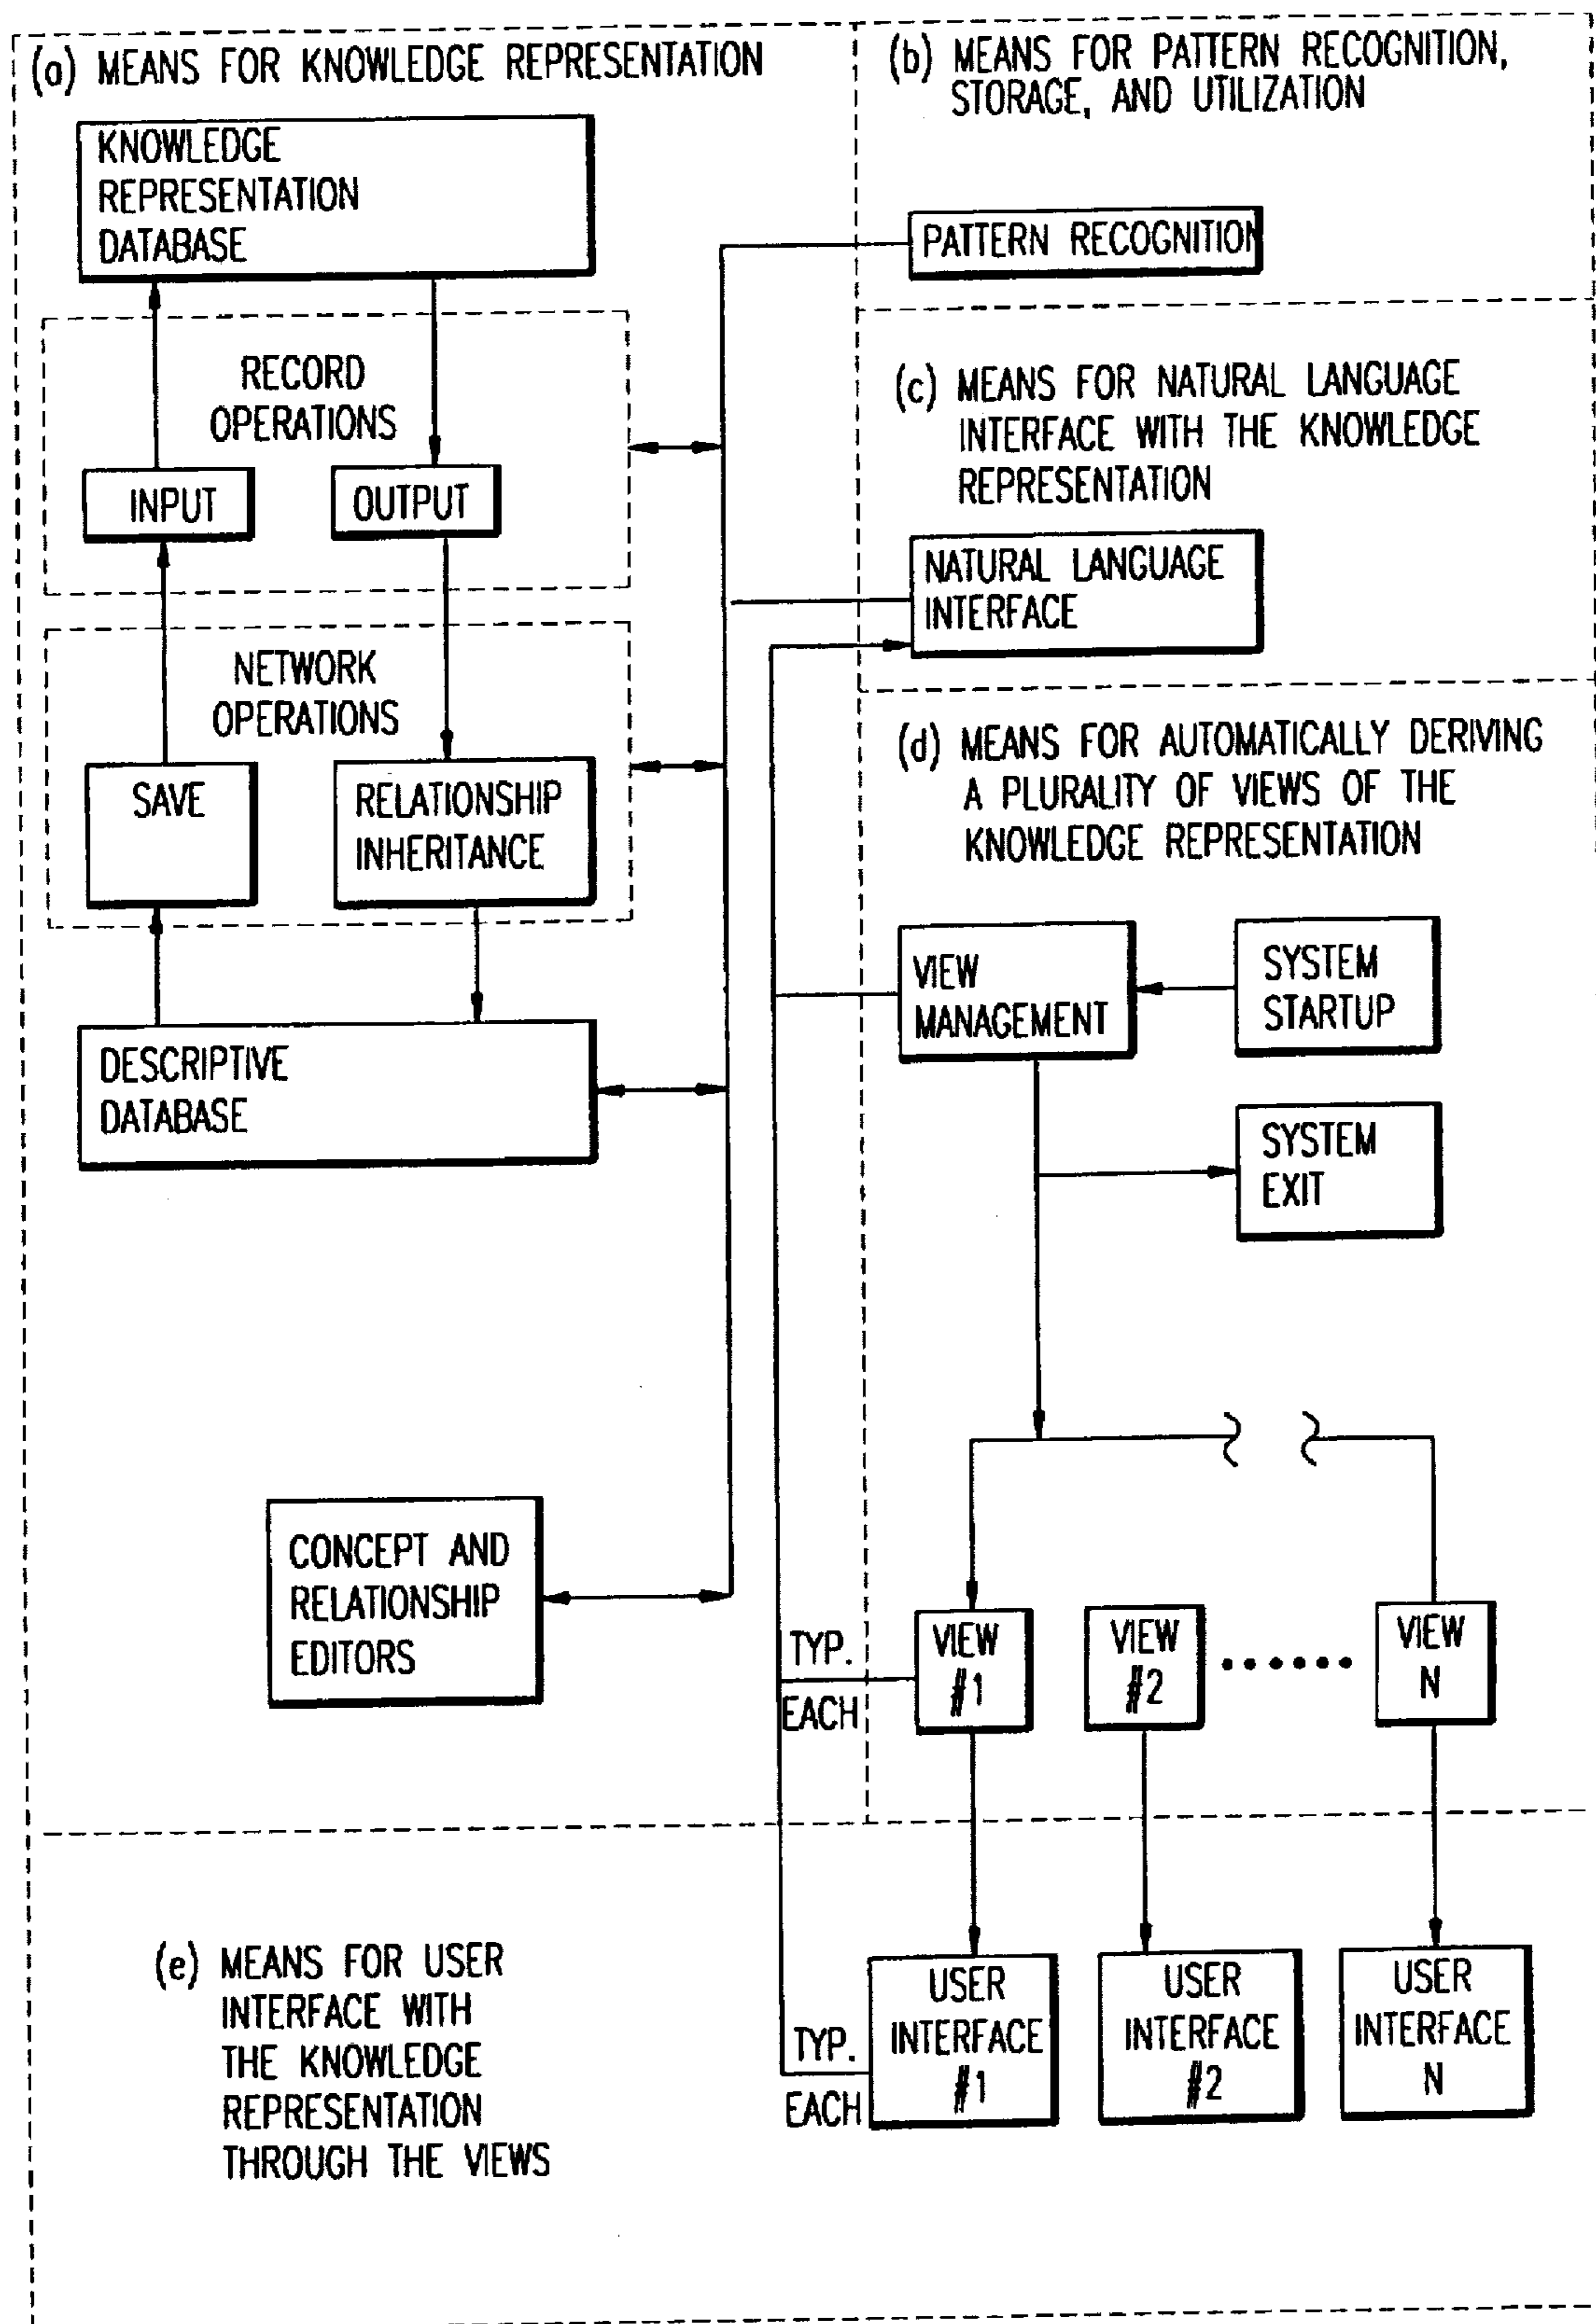 (a) MEANS FOR KNOWLEDGE REPRESENTATION
KNOWLEDGE
REPRESENTATION
DATABASE
RECORD
OPERATIONS
INPUT
OUTPUT
NETWORK
OPERATIONS
SAVE
RELATIONSHIP
INHERITANCE
DESCRIPTIVE
DATABASE
CONCEPT AND
RELATIONSHIP
EDITORS
(b) MEANS FOR PATTERN RECOGNITION,
STORAGE, AND UTILIZATION
PATTERN RECOGNITION
(c) MEANS FOR NATURAL LANGUAGE
INTERFACE WITH THE KNOWLEDGE
REPRESENTATION
NATURAL LANGUAGE
INTERFACE
(d) MEANS FOR AUTOMATICALLY DERIVING
A PLURALITY OF VIEWS OF THE
KNOWLEDGE REPRESENTATION
VIEW
MANAGEMENT
SYSTEM
STARTUP
SYSTEM
EXIT
TYP.
EACH
VIEW
#1
VIEW
#2
VIEW
N
(e) MEANS FOR USER
INTERFACE WITH
THE KNOWLEDGE
REPRESENTATION
THROUGH THE VIEWS
TYP.
EACH
USER
INTERFACE
#1
USER
INTERFACE
#2
USER
INTERFACE
N